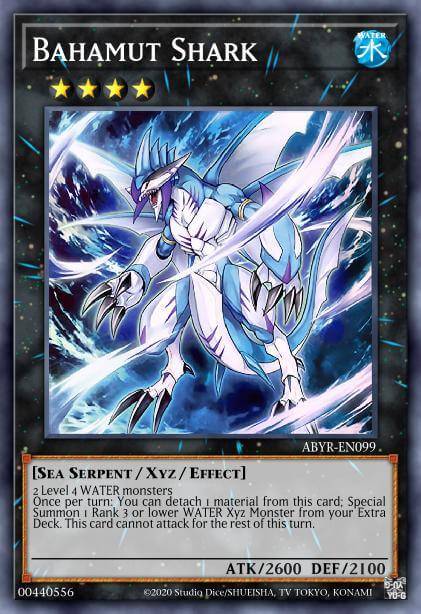 BAHAMUT SHARK
WATER
水
ABYR-EN099
[SEA SERPENT / XYZ / EFFECT]
2 Level 4 WATER monsters
Once per turn: You can detach 1 material from this card; Special
Summon 1 Rank 3 or lower WATER Xyz Monster from your Extra
Deck. This card cannot attack for the rest of this turn.
ATK/2600 DEF/2100
00440556
©2020 Studio Dice/SHUEISHA, TV TOKYO, KONAMI